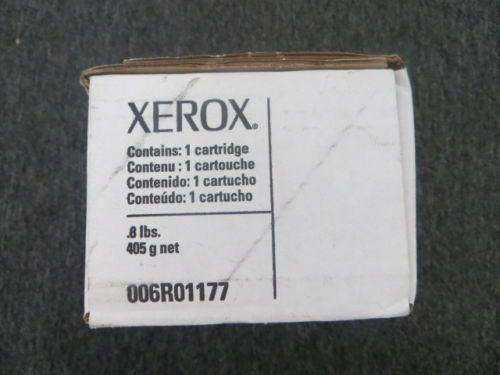 XEROX®
Contains: 1 cartridge
Contenu : 1 cartouche
Contenido: 1 cartucho
Conteúdo: 1 cartucho
.8 lbs.
405 g net
006R01177